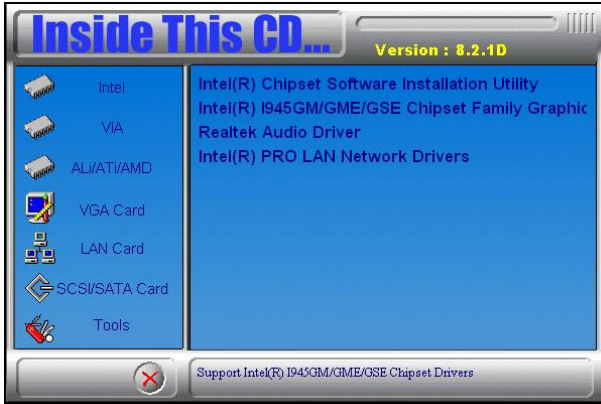 Inside This CD...
Version : 8.2.1D
Intel
VIA
ALi/ATi/AMD
VGA Card
LAN Card
SCSI/SATA Card
Tools
Intel(R) Chipset Software Installation Utility
Intel(R) I945GM/GME/GSE Chipset Family Graphic
Realtek Audio Driver
Intel(R) PRO LAN Network Drivers
Support Intel(R) I945GM/GME/GSE Chipset Drivers